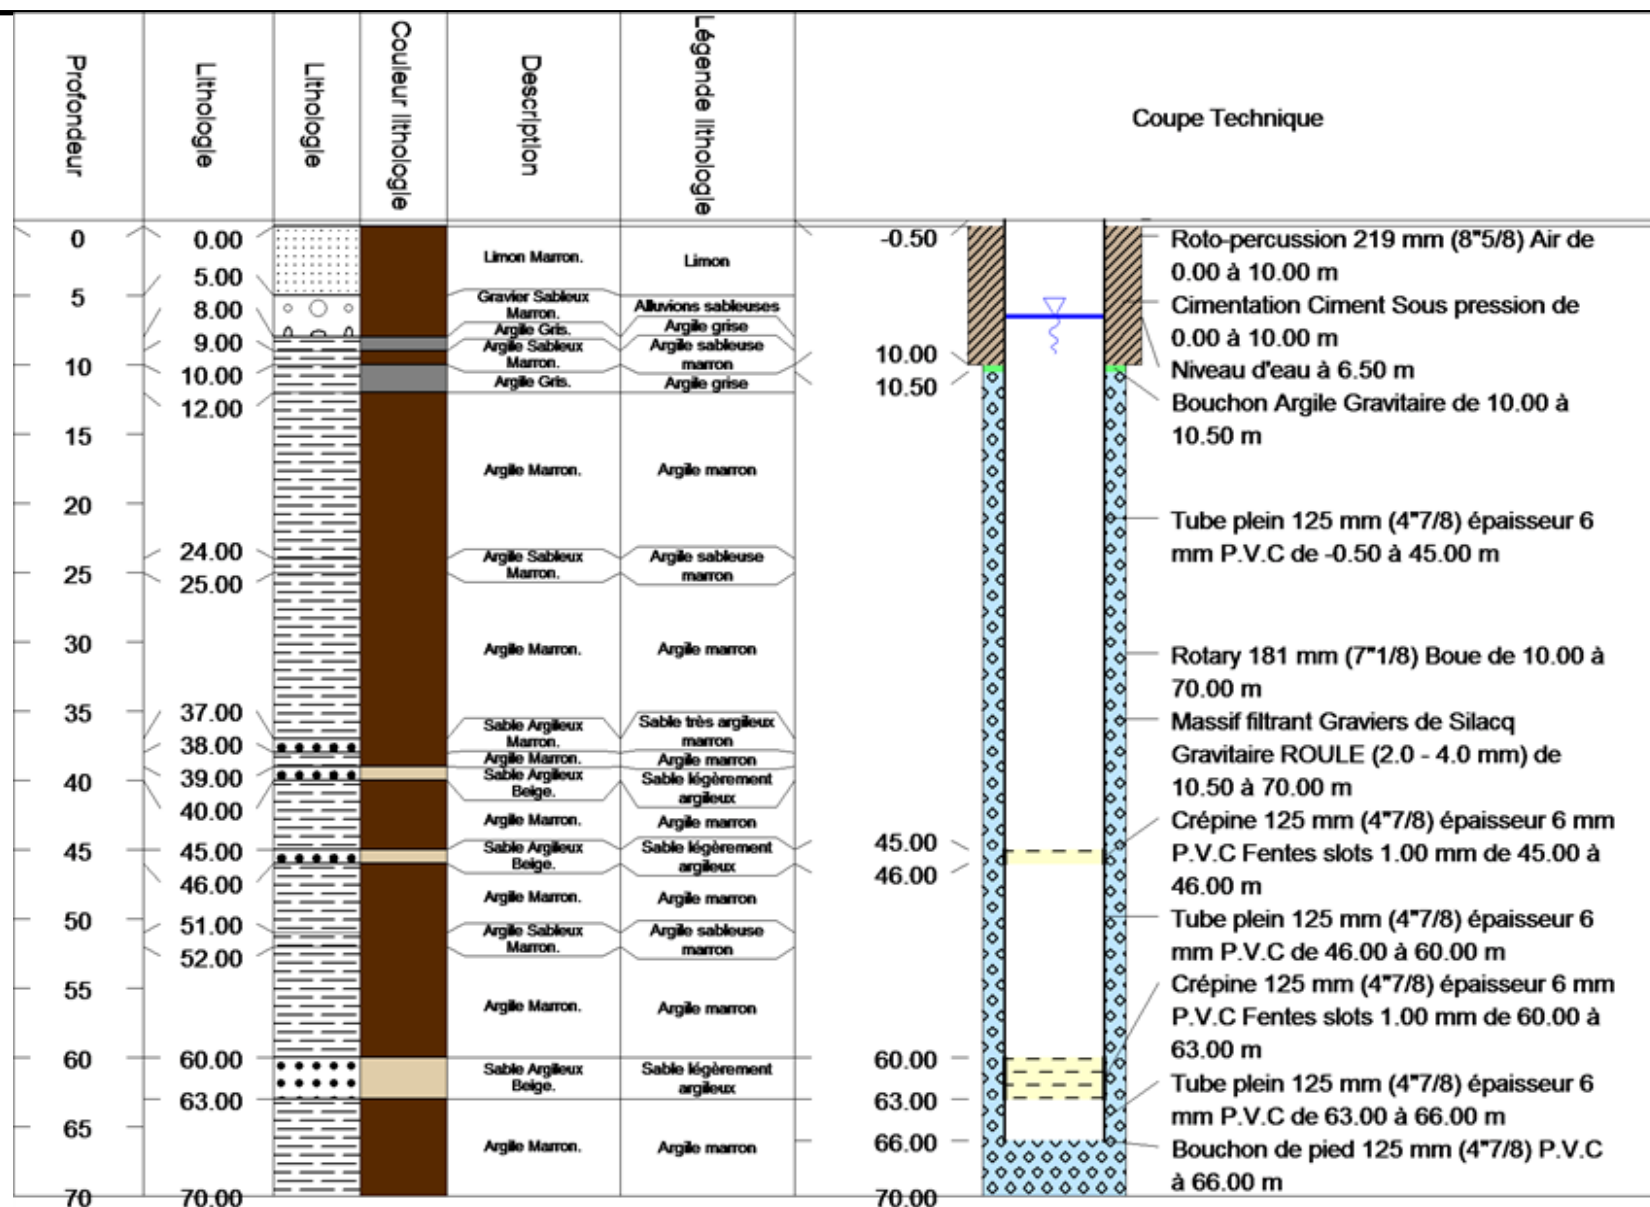 Profondeur
Lithologie
Lithologie
Couleur lithologie
Description
Légende lithologie
Coupe Technique
0
5
10
15
20
25
30
35
40
45
50
55
60
65
70
0.00
5.00
8.00
9.00
10.00
12.00
24.00
25.00
37.00
38.00
39.00
40.00
45.00
46.00
51.00
52.00
60.00
63.00
70.00
Limon Marron.
Gravier Sableux
Marron.
Argile Gris.
Argile Sableux
Marron.
Argile Gris.
Argile Marron.
Argile Sableux
Marron.
Argile Marron.
Sable Argileux
Marron.
Argile Marron.
Sable Argileux
Beige.
Argile Marron.
Sable Argileux
Beige.
Argile Marron.
Argile Sableux
Marron.
Argile Marron.
Sable Argileux
Beige.
Argile Marron.
Limon
Alluvions sableuses
Argile grise
Argile sableuse
marron
Argile grise
Argile marron
Argile sableuse
marron
Argile marron
Sable très argileux
marron
Argile marron
Sable légèrement
argileux
Argile marron
Sable légèrement
argileux
Argile marron
Argile sableuse
marron
Argile marron
Sable légèrement
argileux
Argile marron
-0.50
10.00
10.50
45.00
46.00
60.00
63.00
66.00
70.00
Roto-percussion 219 mm (8"5/8) Air de
0.00 à 10.00 m
Cimentation Ciment Sous pression de
0.00 à 10.00 m
Niveau d'eau à 6.50 m
Bouchon Argile Gravitaire de 10.00 à
10.50 m
Tube plein 125 mm (4"7/8) épaisseur 6
mm P.V.C de -0.50 à 45.00 m
Rotary 181 mm (7"1/8) Boue de 10.00 à
70.00 m
Massif filtrant Graviers de Silacq
Gravitaire ROULE (2.0 - 4.0 mm) de
10.50 à 70.00 m
Crépine 125 mm (4"7/8) épaisseur 6 mm
P.V.C Fentes slots 1.00 mm de 45.00 à
46.00 m
Tube plein 125 mm (4"7/8) épaisseur 6
mm P.V.C de 46.00 à 60.00 m
Crépine 125 mm (4"7/8) épaisseur 6 mm
P.V.C Fentes slots 1.00 mm de 60.00 à
63.00 m
Tube plein 125 mm (4"7/8) épaisseur 6
mm P.V.C de 63.00 à 66.00 m
Bouchon de pied 125 mm (4"7/8) P.V.C
à 66.00 m